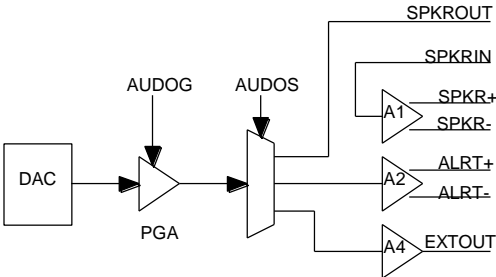 SPKROUT
SPKRIN
AUDOG
AUDOS
SPKR+
A1
SPKR-
ALRT+
DAC
A2
ALRT-
PGA
A4
EXTOUT